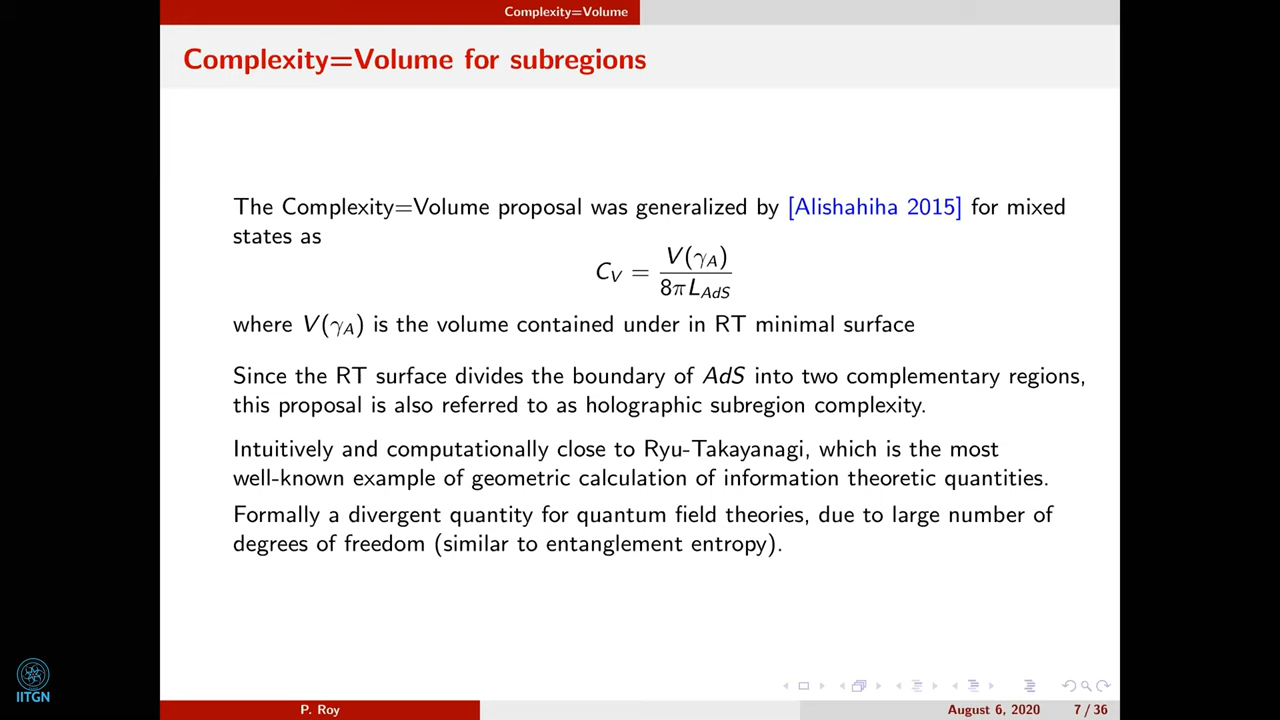 Complexity=Volume
Complexity=Volume for subregions
The Complexity=Volume proposal was generalized by [Alishahiha 2015] for mixed
states as
C_V = V(γ_A) / 8πL_AdS
where V(γ_A) is the volume contained under in RT minimal surface
Since the RT surface divides the boundary of AdS into two complementary regions,
this proposal is also referred to as holographic subregion complexity.
Intuitively and computationally close to Ryu-Takayanagi, which is the most
well-known example of geometric calculation of information theoretic quantities.
Formally a divergent quantity for quantum field theories, due to large number of
degrees of freedom (similar to entanglement entropy).
IITGN
P. Roy
August 6, 2020
7 / 36